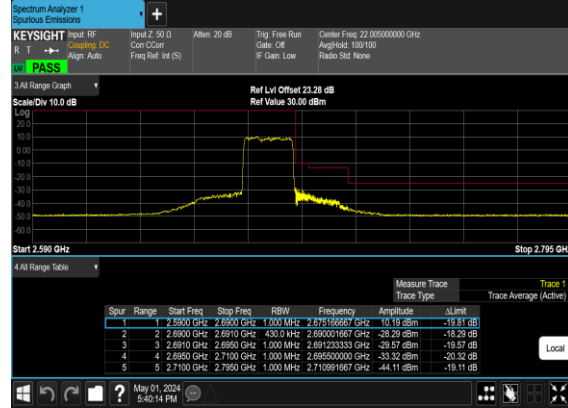 Spectrum Analyzer 1
Spurious Emissions
KEYSIGHT Input: RF Input Z: 50 Ω Atten: 20 dB Trig: Free Run Center Freq: 22.005000000 GHz
R T Coupling: DC Corr CCorr Gate: Off Avg|Hold: 100/100
Align: Auto Freq Ref: Int (S) IF Gain: Low Radio Std: None
PASS
3 All Range Graph Ref Lvl Offset 23.28 dB
Scale/Div 10.0 dB Ref Value 30.00 dBm
Log
20.0
10.0
0.00
-10.0
-20.0
-30.0
-40.0
-50.0
-60.0
Start 2.590 GHz Stop 2.795 GH
4 All Range Table
Measure Trace Trace 1
Trace Type Trace Average (Active)
Spur Range Start Freq Stop Freq RBW Frequency Amplitude ΔLimit
1 1 2.5900 GHz 2.6900 GHz 1.000 MHz 2.675166667 GHz 10.19 dBm -19.81 dB
2 2 2.6900 GHz 2.6910 GHz 430.0 kHz 2.690001667 GHz -28.29 dBm -18.29 dB
3 3 2.6910 GHz 2.6950 GHz 1.000 MHz 2.691233333 GHz -29.57 dBm -19.57 dB
4 4 2.6950 GHz 2.7100 GHz 1.000 MHz 2.695500000 GHz -33.32 dBm -20.32 dB
5 5 2.7100 GHz 2.7950 GHz 1.000 MHz 2.710991667 GHz -44.11 dBm -19.11 dB
Local
May 01, 2024
5:40:14 PM